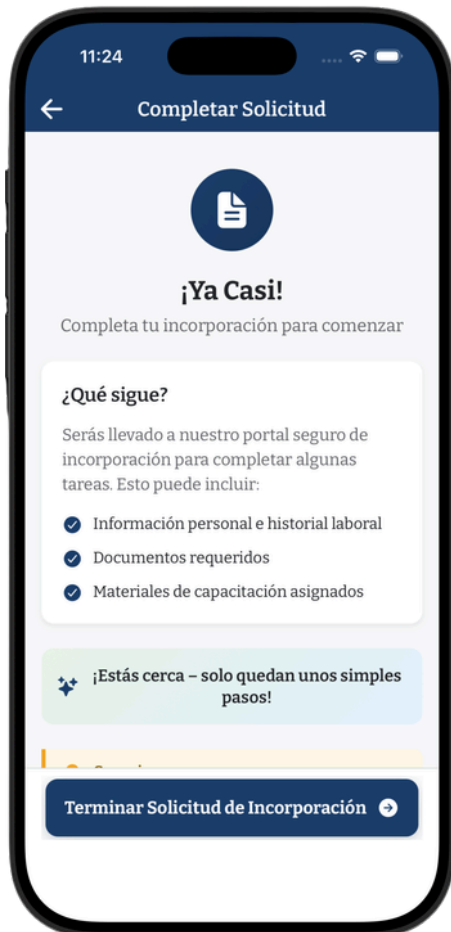 11:24
Completar Solicitud
¡Ya Casi!
Completa tu incorporación para comenzar
¿Qué sigue?
Serás llevado a nuestro portal seguro de
incorporación para completar algunas
tareas. Esto puede incluir:
Información personal e historial laboral
Documentos requeridos
Materiales de capacitación asignados
¡Estás cerca – solo quedan unos simples
pasos!
Terminar Solicitud de Incorporación